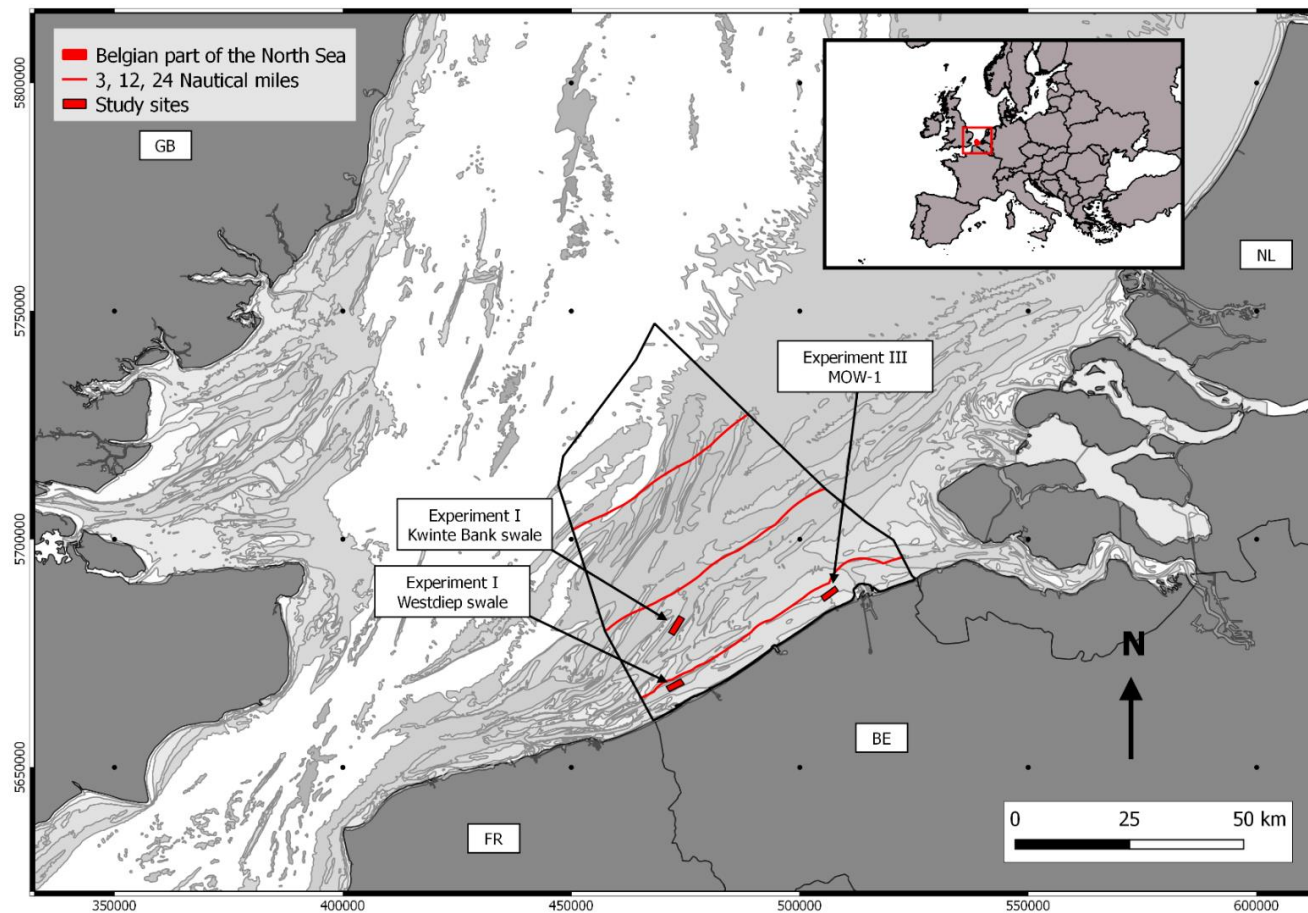 Belgian part of the North Sea
3, 12, 24 Nautical miles
Study sites
GB
NL
Experiment III
MOW-1
Experiment I
Kwinte Bank swale
Experiment I
Westdiep swale
N
BE
FR
0 25 50 km
5800000
5750000
5700000
5650000
350000 400000 450000 500000 550000 600000